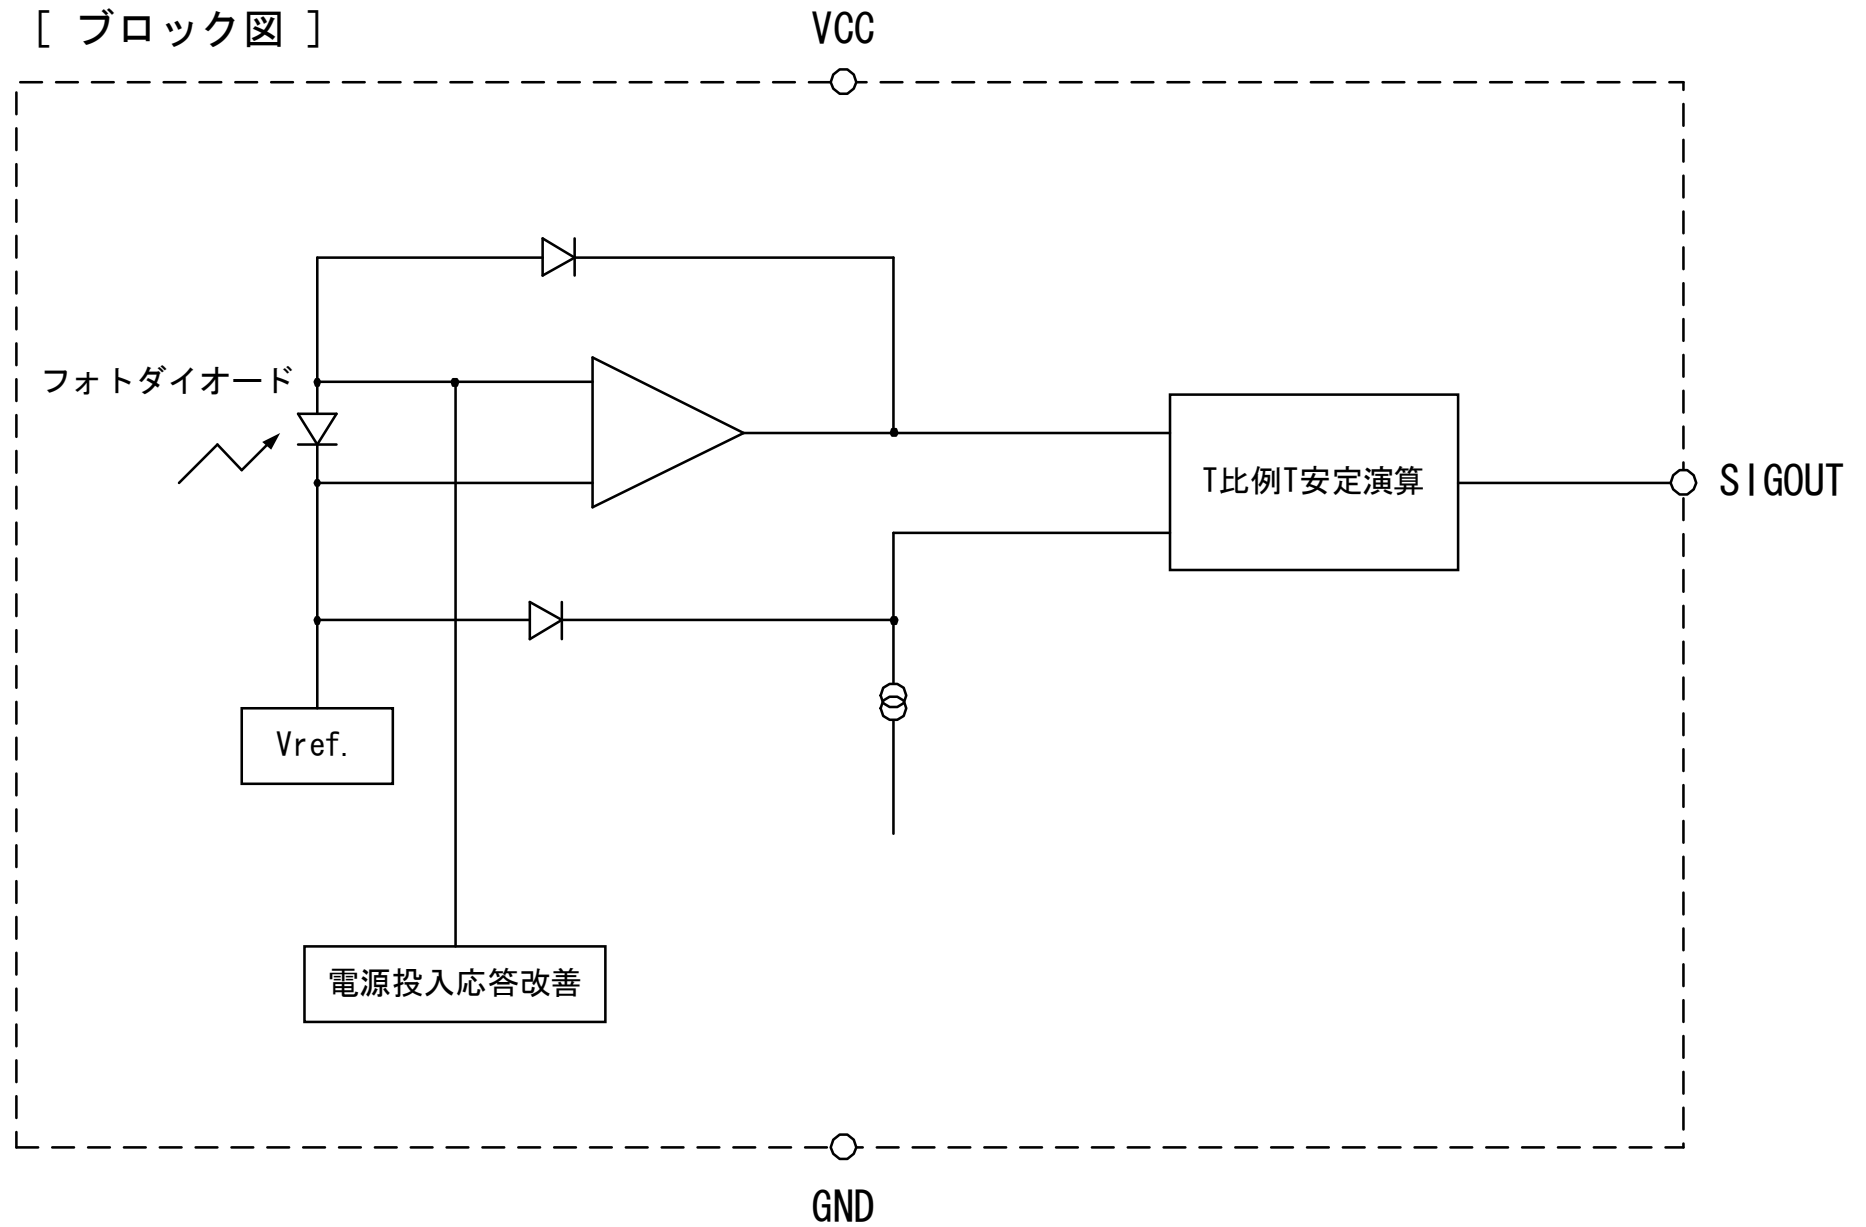 [ ブロック図 ]
VCC
フォトダイオード
T比例T安定演算
SIGOUT
Vref.
電源投入応答改善
GND